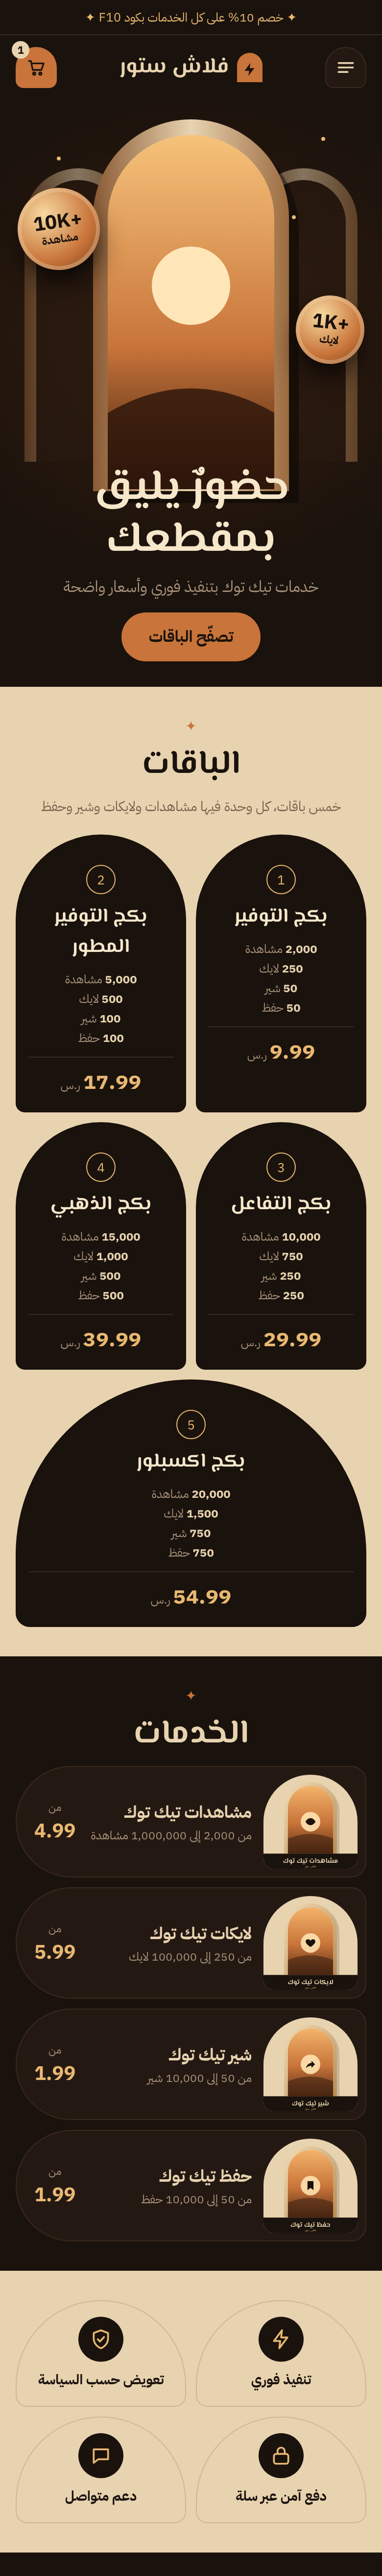 ✦ خصم 10% على كل الخدمات بكود F10 ✦
1
فلاش ستور
10K+
مشاهدة
1K+
لايك
حضورٌ يليق
بمقطعك
خدمات تيك توك بتنفيذ فوري وأسعار واضحة
تصفّح الباقات
الباقات
خمس باقات، كل وحدة فيها مشاهدات ولايكات وشير وحفظ
1
بكج التوفير
2,000 مشاهدة
250 لايك
50 شير
50 حفظ
9.99 ر.س
2
بكج التوفير
المطور
5,000 مشاهدة
500 لايك
100 شير
100 حفظ
17.99 ر.س
3
بكج التفاعل
10,000 مشاهدة
750 لايك
250 شير
250 حفظ
29.99 ر.س
4
بكج الذهبي
15,000 مشاهدة
1,000 لايك
500 شير
500 حفظ
39.99 ر.س
5
بكج اكسبلور
20,000 مشاهدة
1,500 لايك
750 شير
750 حفظ
54.99 ر.س
الخدمات
مشاهدات تيك توك
مشاهدات تيك توك
من 2,000 إلى 1,000,000 مشاهدة
من
4.99
لايكات تيك توك
لايكات تيك توك
من 250 إلى 100,000 لايك
من
5.99
شير تيك توك
شير تيك توك
من 50 إلى 10,000 شير
من
1.99
حفظ تيك توك
حفظ تيك توك
من 50 إلى 10,000 حفظ
من
1.99
تنفيذ فوري
تعويض حسب السياسة
دفع آمن عبر سلة
دعم متواصل